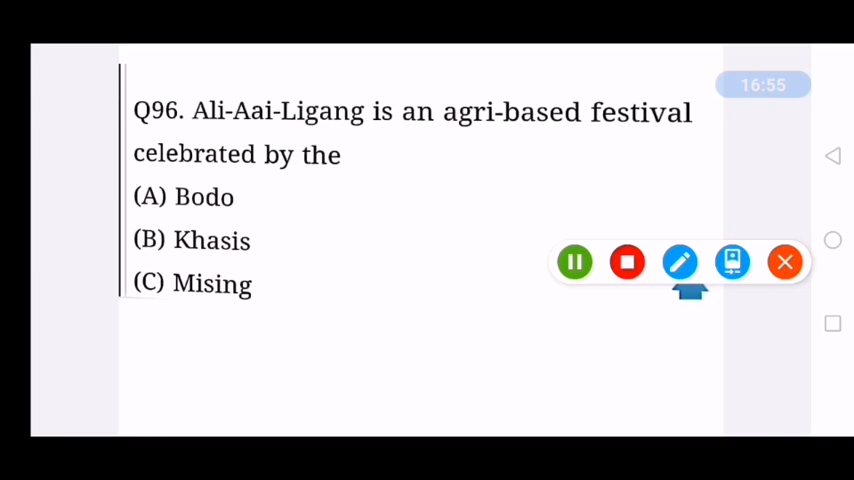 16:55
Q96. Ali-Aai-Ligang is an agri-based festival
celebrated by the
(A) Bodo
(B) Khasis
(C) Mising